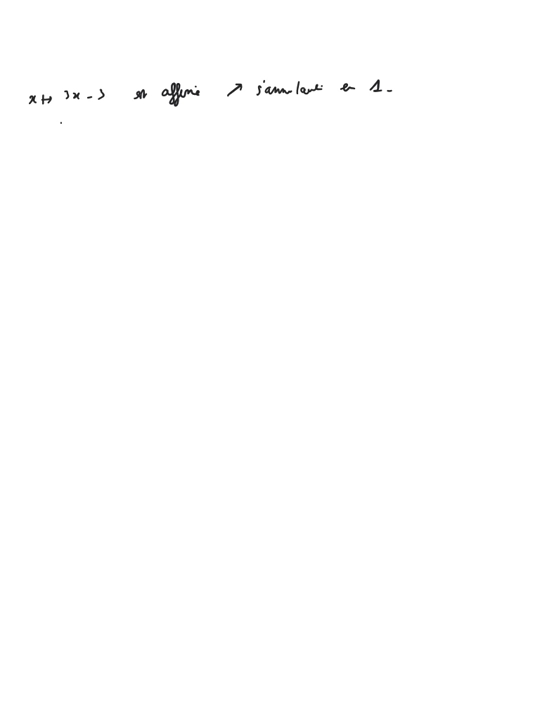 x ↦ 3x - 3 est affine ↗ s'annulant en 1.